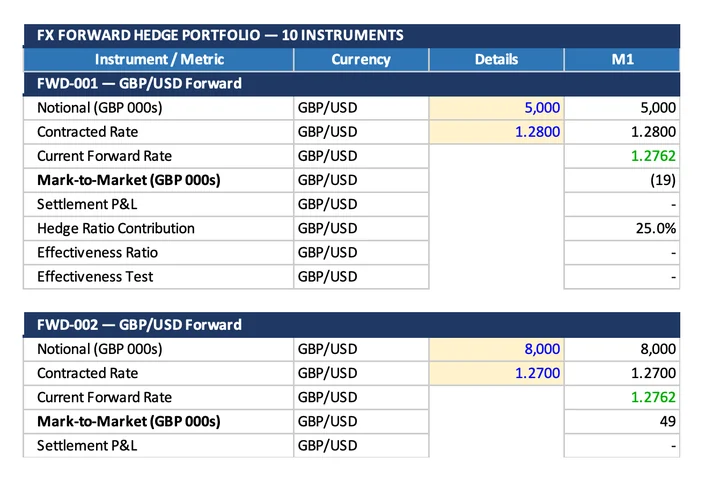 FX FORWARD HEDGE PORTFOLIO — 10 INSTRUMENTS
Instrument / Metric Currency Details M1
FWD-001 — GBP/USD Forward
Notional (GBP 000s) GBP/USD 5,000 5,000
Contracted Rate GBP/USD 1.2800 1.2800
Current Forward Rate GBP/USD 1.2762
Mark-to-Market (GBP 000s) GBP/USD (19)
Settlement P&L GBP/USD -
Hedge Ratio Contribution GBP/USD 25.0%
Effectiveness Ratio GBP/USD -
Effectiveness Test GBP/USD -
FWD-002 — GBP/USD Forward
Notional (GBP 000s) GBP/USD 8,000 8,000
Contracted Rate GBP/USD 1.2700 1.2700
Current Forward Rate GBP/USD 1.2762
Mark-to-Market (GBP 000s) GBP/USD 49
Settlement P&L GBP/USD -